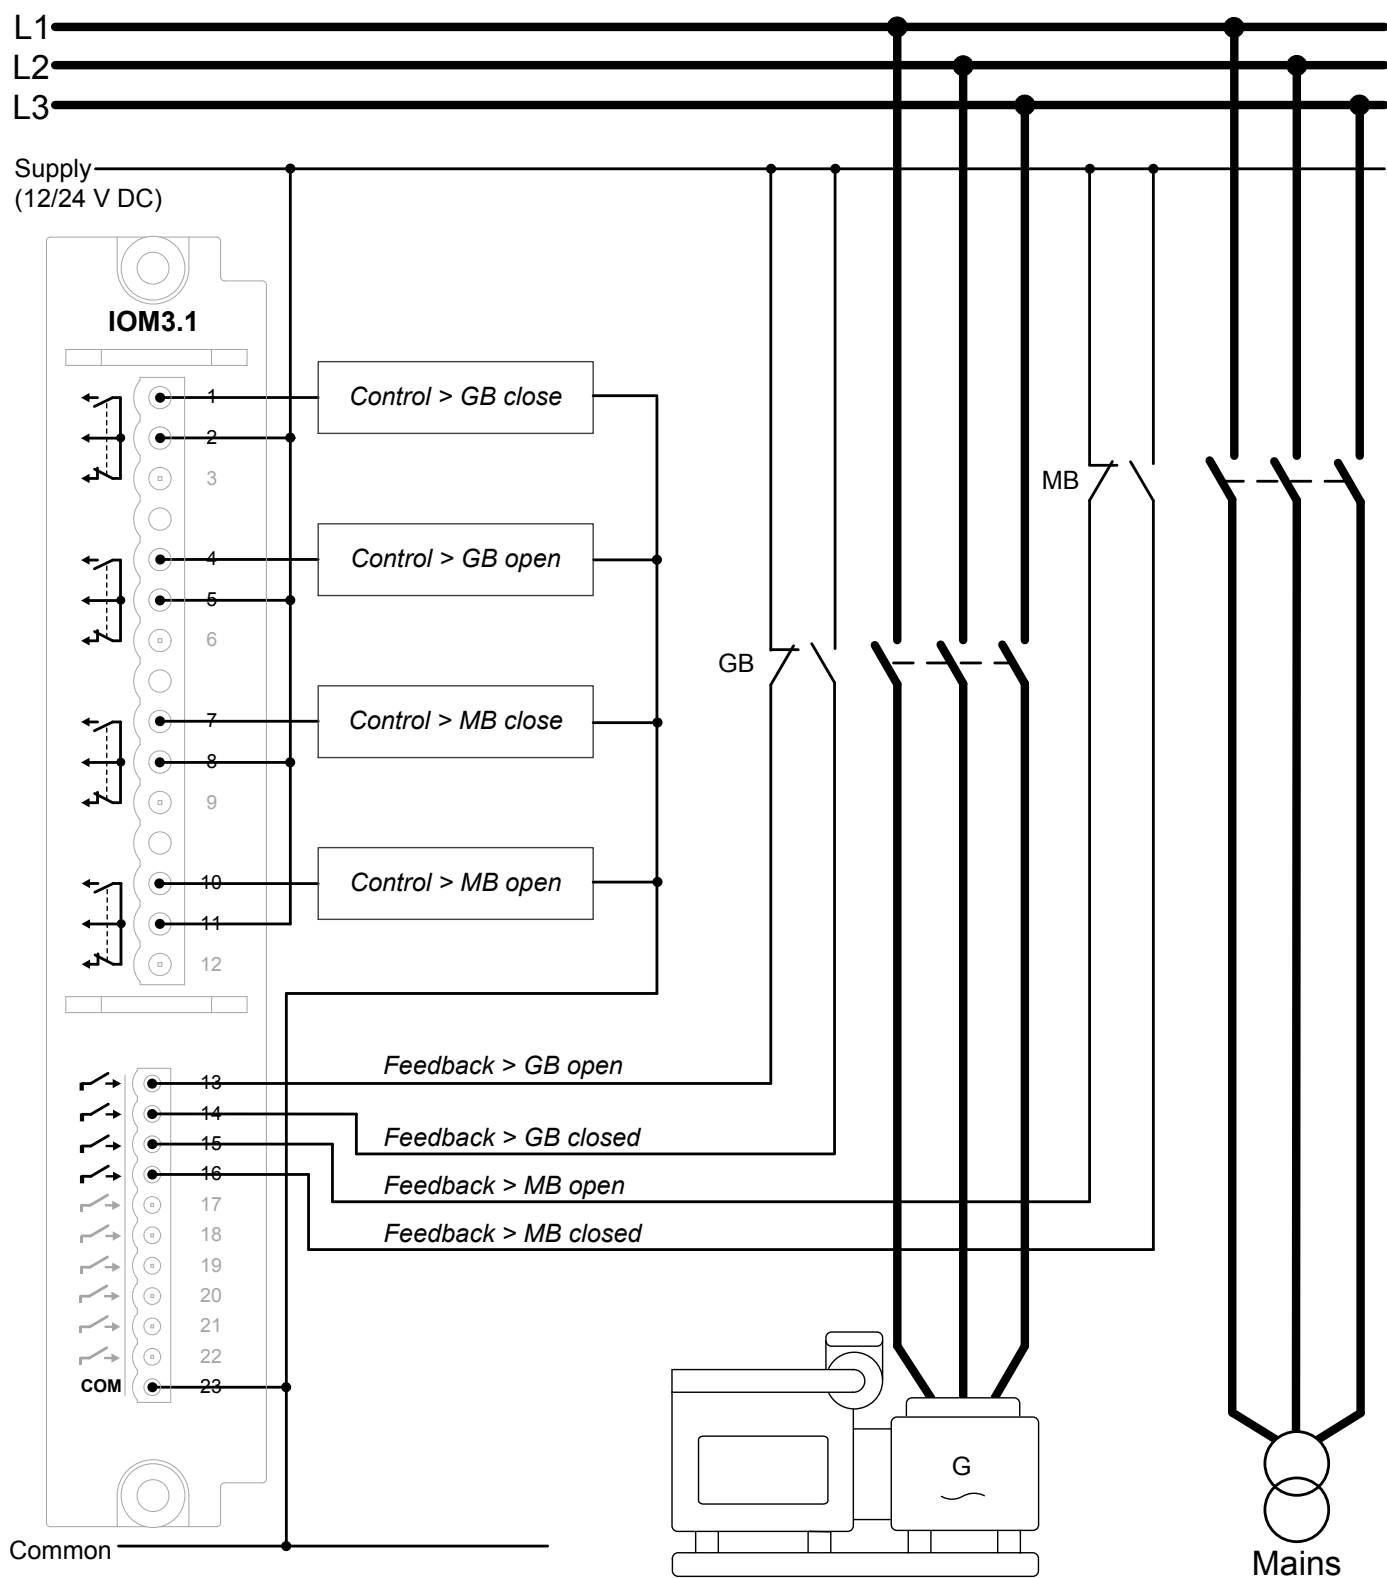 L1
L2
L3
Supply
(12/24 V DC)
IOM3.1
1
Control > GB close
2
3
4
Control > GB open
5
6
7
Control > MB close
8
9
10
Control > MB open
11
12
MB
GB
13
Feedback > GB open
14
Feedback > GB closed
15
Feedback > MB open
16
Feedback > MB closed
17
18
19
20
21
22
COM
23
G
Common
Mains